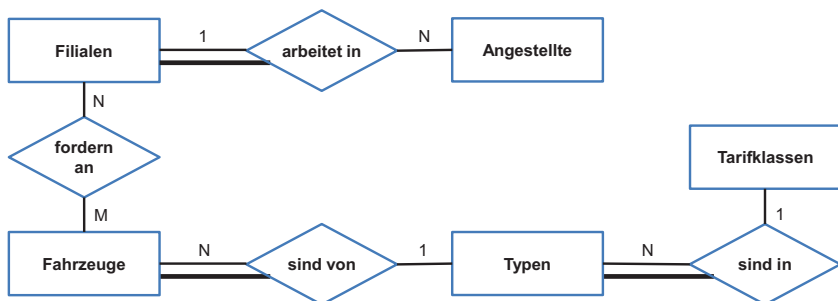 Filialen
1
arbeitet in
N
Angestellte
N
fordern
an
Tarifklassen
M
1
Fahrzeuge
N
sind von
1
Typen
N
sind in